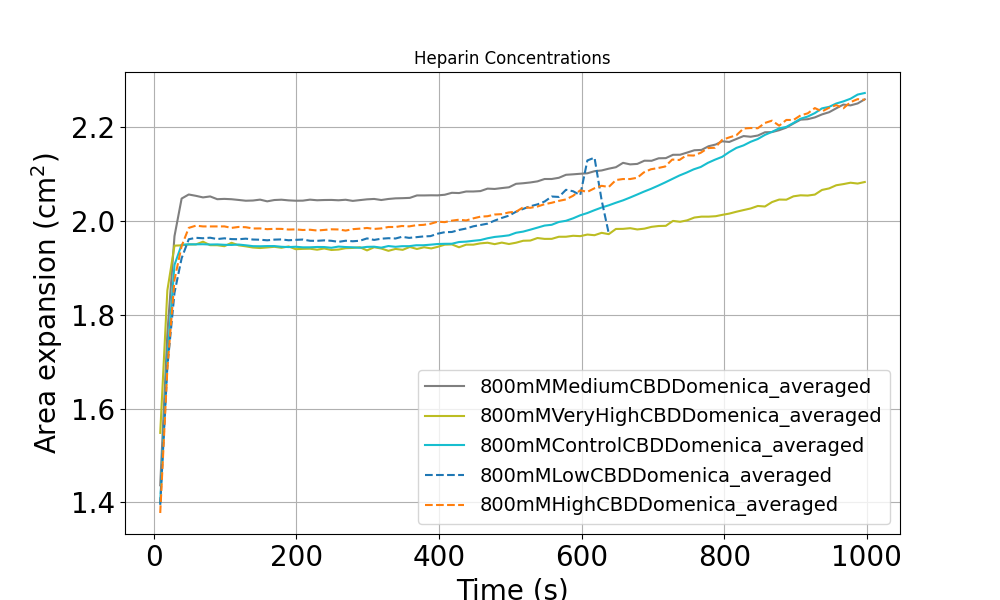 Heparin Concentrations
Area expansion (cm²)
2.2
2.0
1.8
1.6
1.4
800mMMediumCBDDomenica_averaged
800mMVeryHighCBDDomenica_averaged
800mMControlCBDDomenica_averaged
800mMLowCBDDomenica_averaged
800mMHighCBDDomenica_averaged
0 200 400 600 800 1000
Time (s)